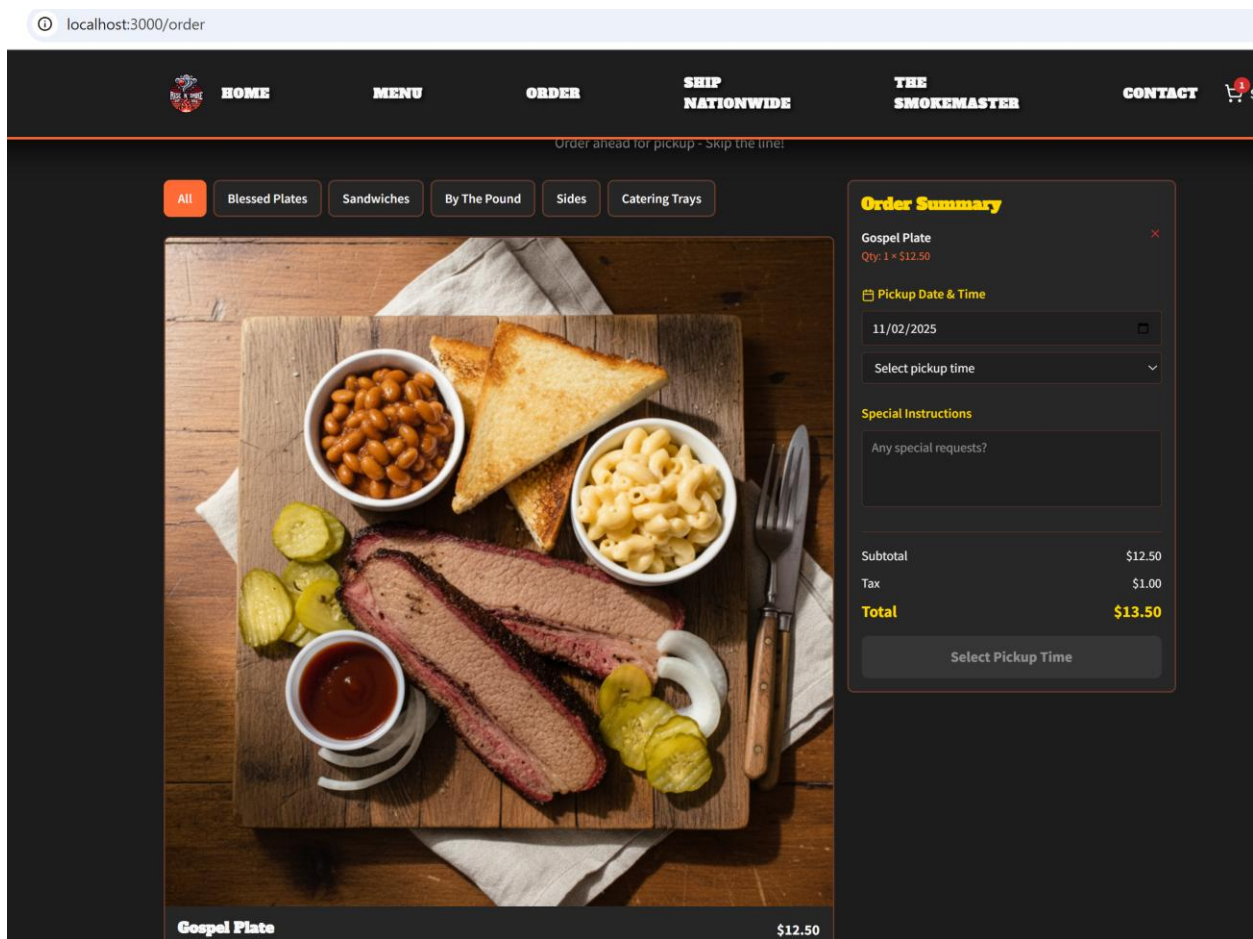 localhost:3000/order
HOME
MENU
ORDER
SHIP
NATIONWIDE
THE
SMOKEMASTER
CONTACT
1
Order ahead for pickup - Skip the line!
All
Blessed Plates
Sandwiches
By The Pound
Sides
Catering Trays
Order Summary
Gospel Plate
Qty: 1 × $12.50
Pickup Date & Time
11/02/2025
Select pickup time
Special Instructions
Any special requests?
Subtotal
$12.50
Tax
$1.00
Total
$13.50
Select Pickup Time
Gospel Plate
$12.50